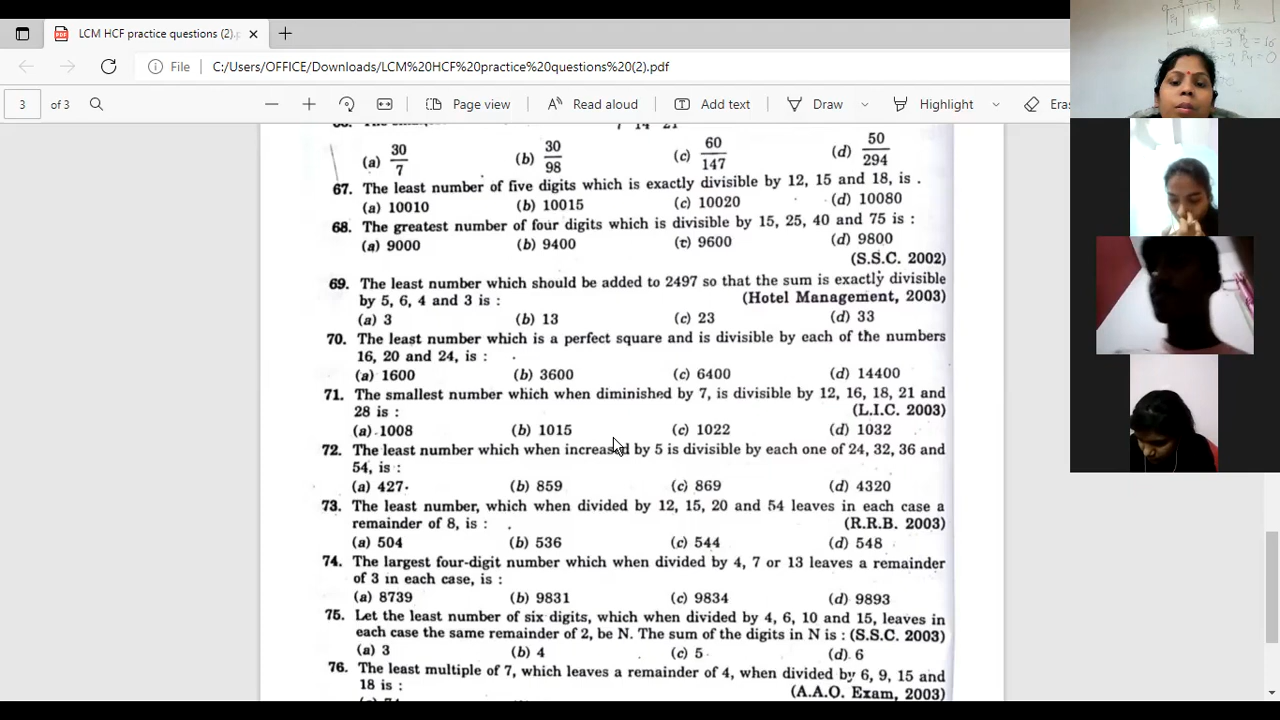 LCM HCF practice questions (2).p
File C:/Users/OFFICE/Downloads/LCM%20HCF%20practice%20questions%20(2).pdf
3 of 3 Page view Read aloud Add text Draw Highlight Eras
7 14 21
(a) 30/7 (b) 30/98 (c) 60/147 (d) 50/294
67. The least number of five digits which is exactly divisible by 12, 15 and 18, is .
(a) 10010 (b) 10015 (c) 10020 (d) 10080
68. The greatest number of four digits which is divisible by 15, 25, 40 and 75 is :
(a) 9000 (b) 9400 (c) 9600 (d) 9800
(S.S.C. 2002)
69. The least number which should be added to 2497 so that the sum is exactly divisible
by 5, 6, 4 and 3 is : (Hotel Management, 2003)
(a) 3 (b) 13 (c) 23 (d) 33
70. The least number which is a perfect square and is divisible by each of the numbers
16, 20 and 24, is :
(a) 1600 (b) 3600 (c) 6400 (d) 14400
71. The smallest number which when diminished by 7, is divisible by 12, 16, 18, 21 and
28 is : (L.I.C. 2003)
(a) 1008 (b) 1015 (c) 1022 (d) 1032
72. The least number which when increased by 5 is divisible by each one of 24, 32, 36 and
54, is :
(a) 427 (b) 859 (c) 869 (d) 4320
73. The least number, which when divided by 12, 15, 20 and 54 leaves in each case a
remainder of 8, is : (R.R.B. 2003)
(a) 504 (b) 536 (c) 544 (d) 548
74. The largest four-digit number which when divided by 4, 7 or 13 leaves a remainder
of 3 in each case, is :
(a) 8739 (b) 9831 (c) 9834 (d) 9893
75. Let the least number of six digits, which when divided by 4, 6, 10 and 15, leaves in
each case the same remainder of 2, be N. The sum of the digits in N is : (S.S.C. 2003)
(a) 3 (b) 4 (c) 5 (d) 6
76. The least multiple of 7, which leaves a remainder of 4, when divided by 6, 9, 15 and
18 is : (A.A.O. Exam, 2003)